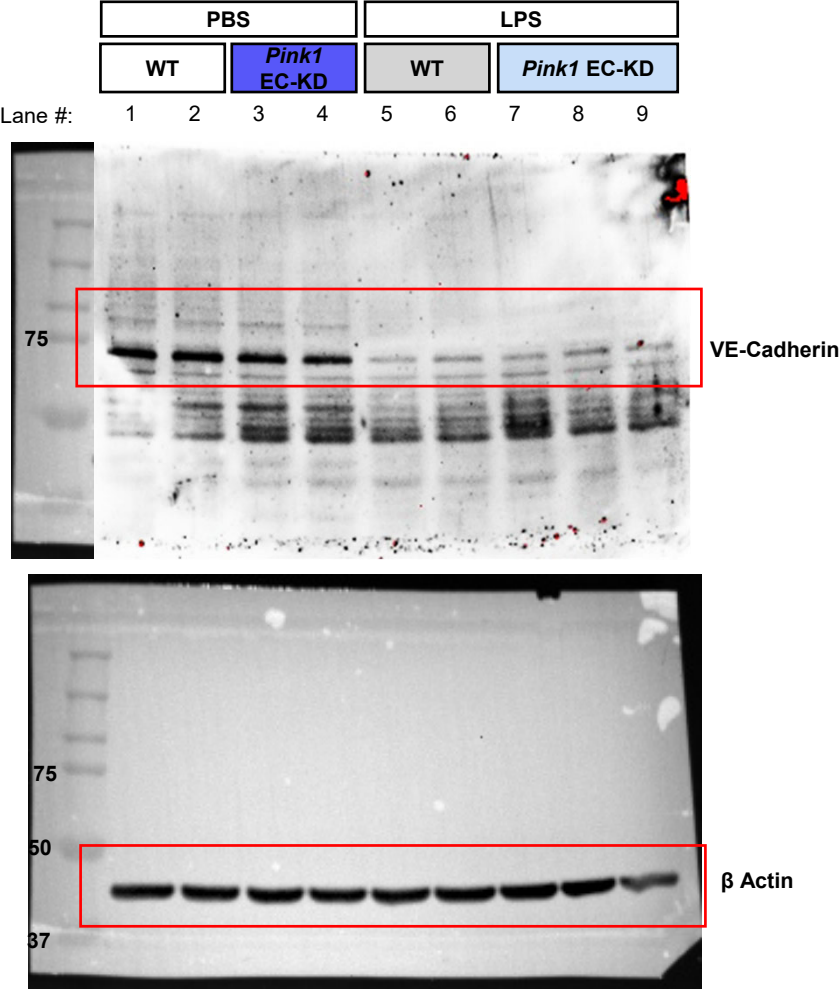 PBS LPS
WT Pink1 EC-KD WT Pink1 EC-KD
Lane #: 1 2 3 4 5 6 7 8 9
75
VE-Cadherin
75
50
β Actin
37